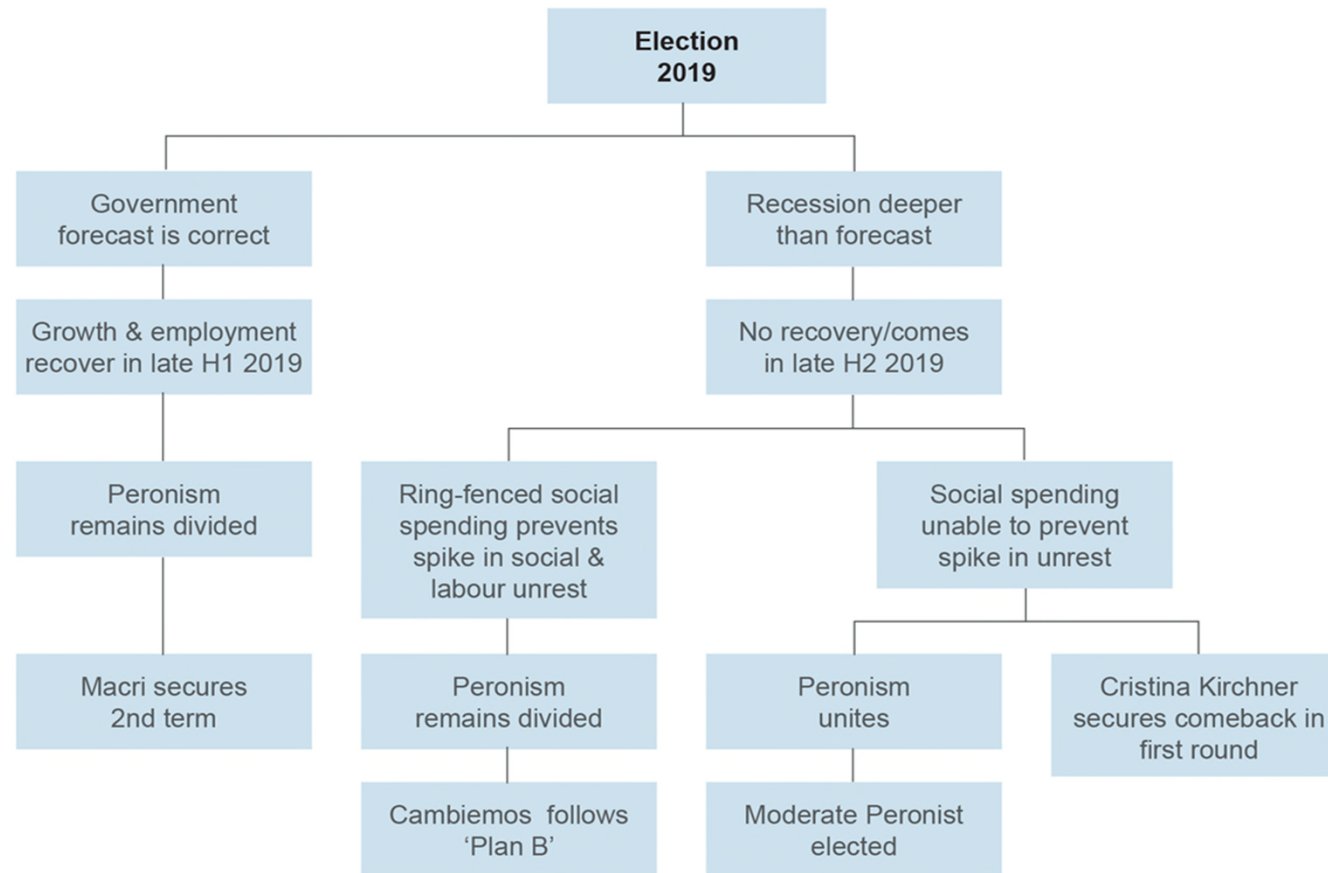 Election
2019
Government
forecast is correct
Recession deeper
than forecast
Growth & employment
recover in late H1 2019
No recovery/comes
in late H2 2019
Peronism
remains divided
Ring-fenced social
spending prevents
spike in social &
labour unrest
Social spending
unable to prevent
spike in unrest
Macri secures
2nd term
Peronism
remains divided
Peronism
unites
Cristina Kirchner
secures comeback in
first round
Cambiemos follows
‘Plan B’
Moderate Peronist
elected